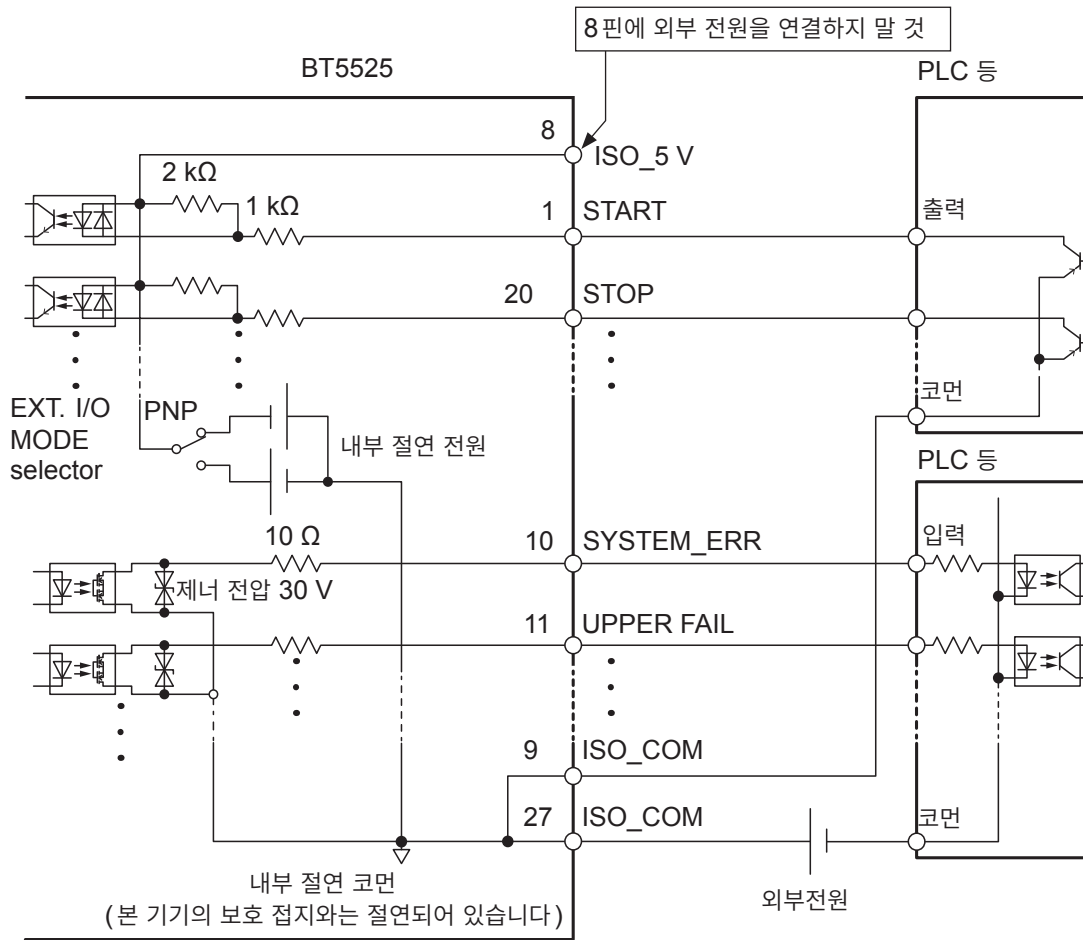 8핀에 외부 전원을 연결하지 말 것
BT5525
PLC 등
8
ISO_5 V
2 kΩ
1 kΩ
1
START
출력
20
STOP
EXT. I/O
MODE
selector
PNP
내부 절연 전원
코먼
PLC 등
10 Ω
10
SYSTEM_ERR
입력
제너 전압 30 V
11
UPPER FAIL
9
ISO_COM
27
ISO_COM
코먼
외부전원
내부 절연 코먼
(본 기기의 보호 접지와는 절연되어 있습니다)